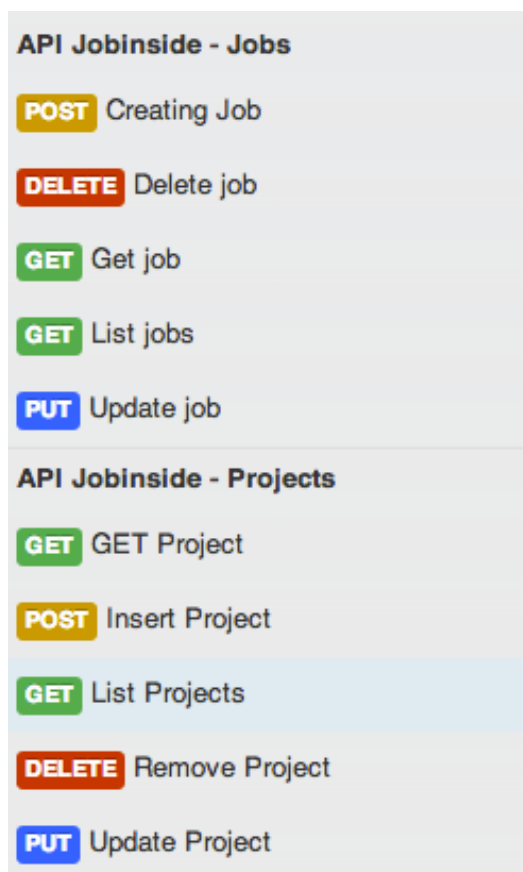 API Jobinside - Jobs
POST Creating Job
DELETE Delete job
GET Get job
GET List jobs
PUT Update job
API Jobinside - Projects
GET GET Project
POST Insert Project
GET List Projects
DELETE Remove Project
PUT Update Project